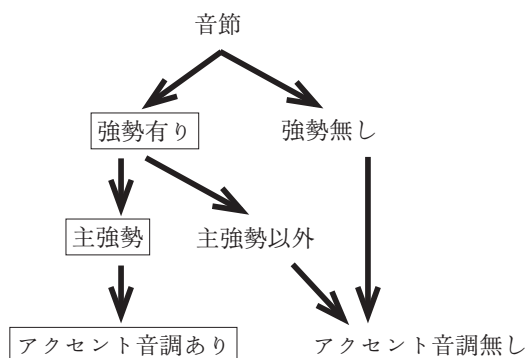 音節
強勢有り
強勢無し
主強勢
主強勢以外
アクセント音調あり
アクセント音調無し